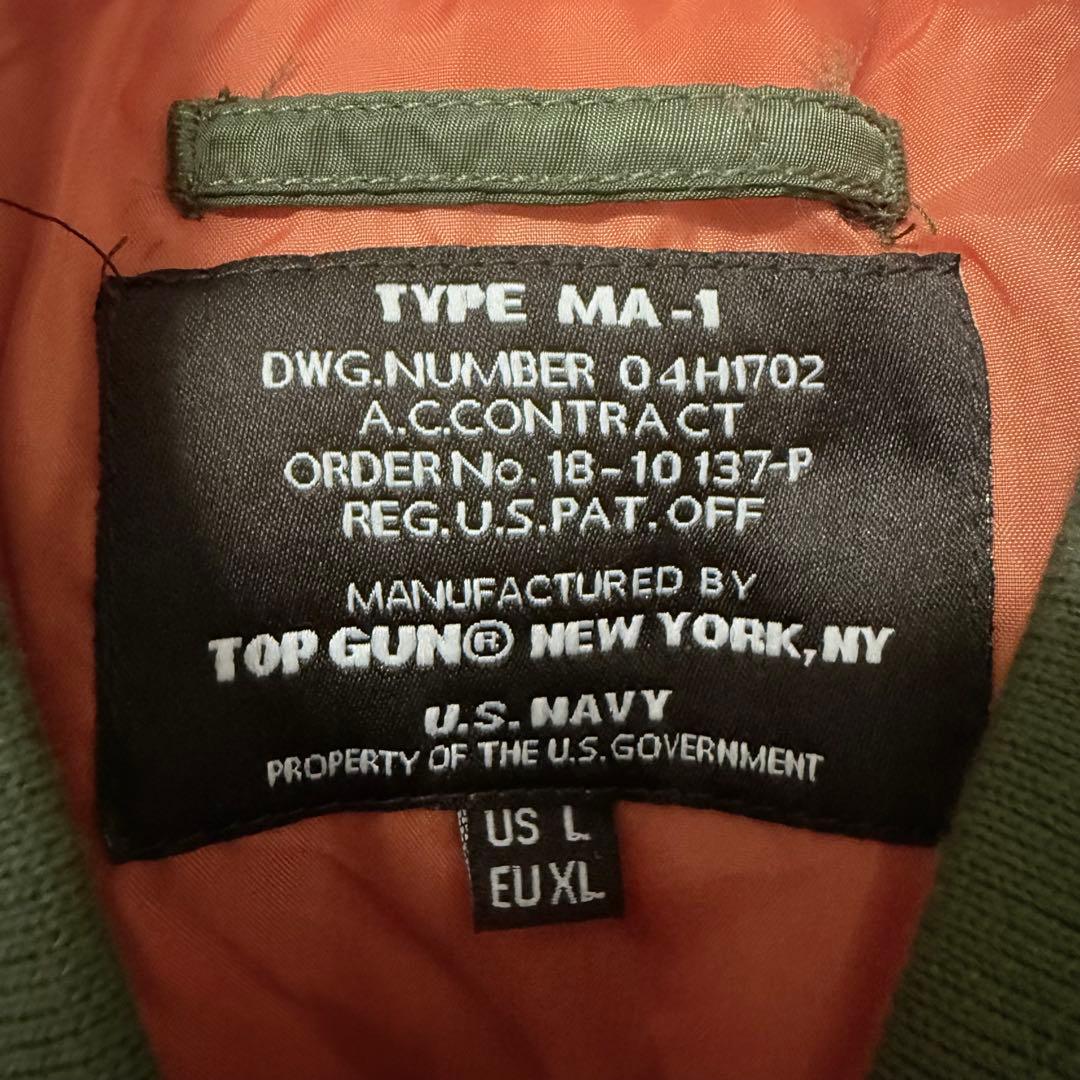 TYPE MA-1
DWG.NUMBER 04H1702
A.C.CONTRACT
ORDER No. 18-10 137-P
REG.U.S.PAT.OFF
MANUFACTURED BY
TOP GUN® NEW YORK,NY
U.S. NAVY
PROPERTY OF THE U.S.GOVERNMENT
US L
EU XL